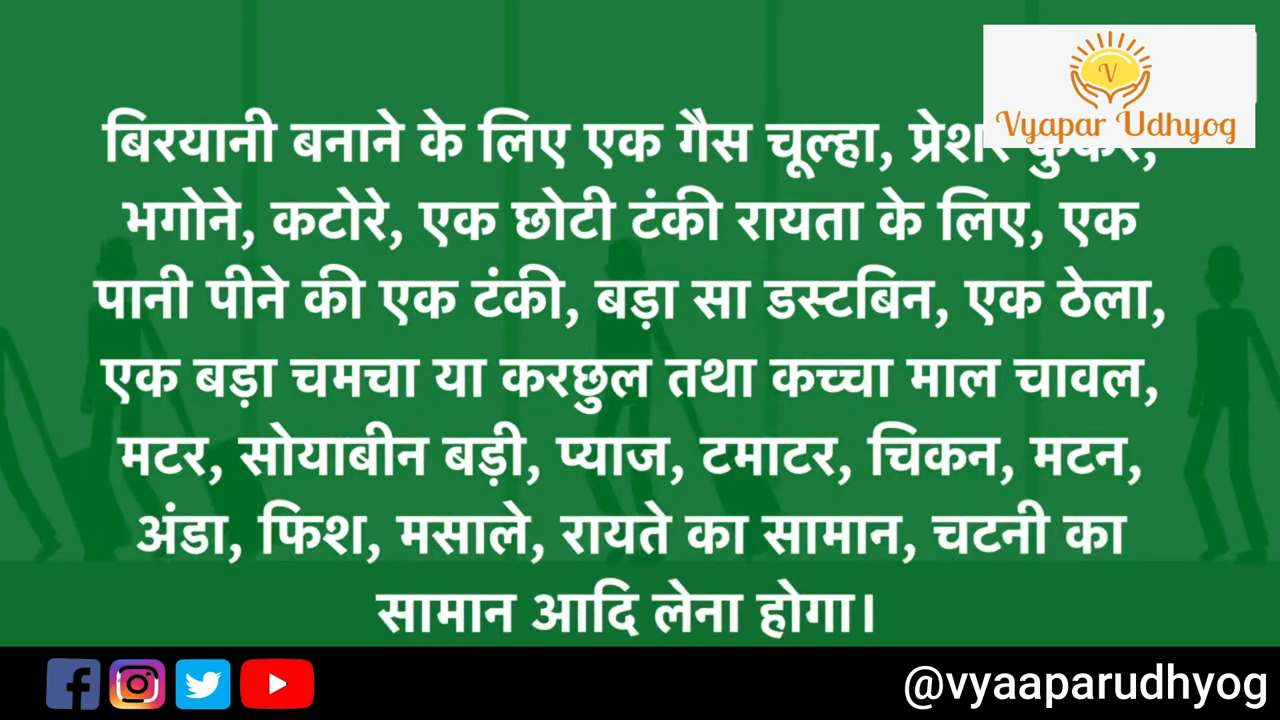 V
Vyapar Udhyog
बिरयानी बनाने के लिए एक गैस चूल्हा, प्रेशर कुकर,
भगोने, कटोरे, एक छोटी टंकी रायता के लिए, एक
पानी पीने की एक टंकी, बड़ा सा डस्टबिन, एक ठेला,
एक बड़ा चमचा या करछुल तथा कच्चा माल चावल,
मटर, सोयाबीन बड़ी, प्याज, टमाटर, चिकन, मटन,
अंडा, फिश, मसाले, रायते का सामान, चटनी का
सामान आदि लेना होगा।
@vyaaparudhyog